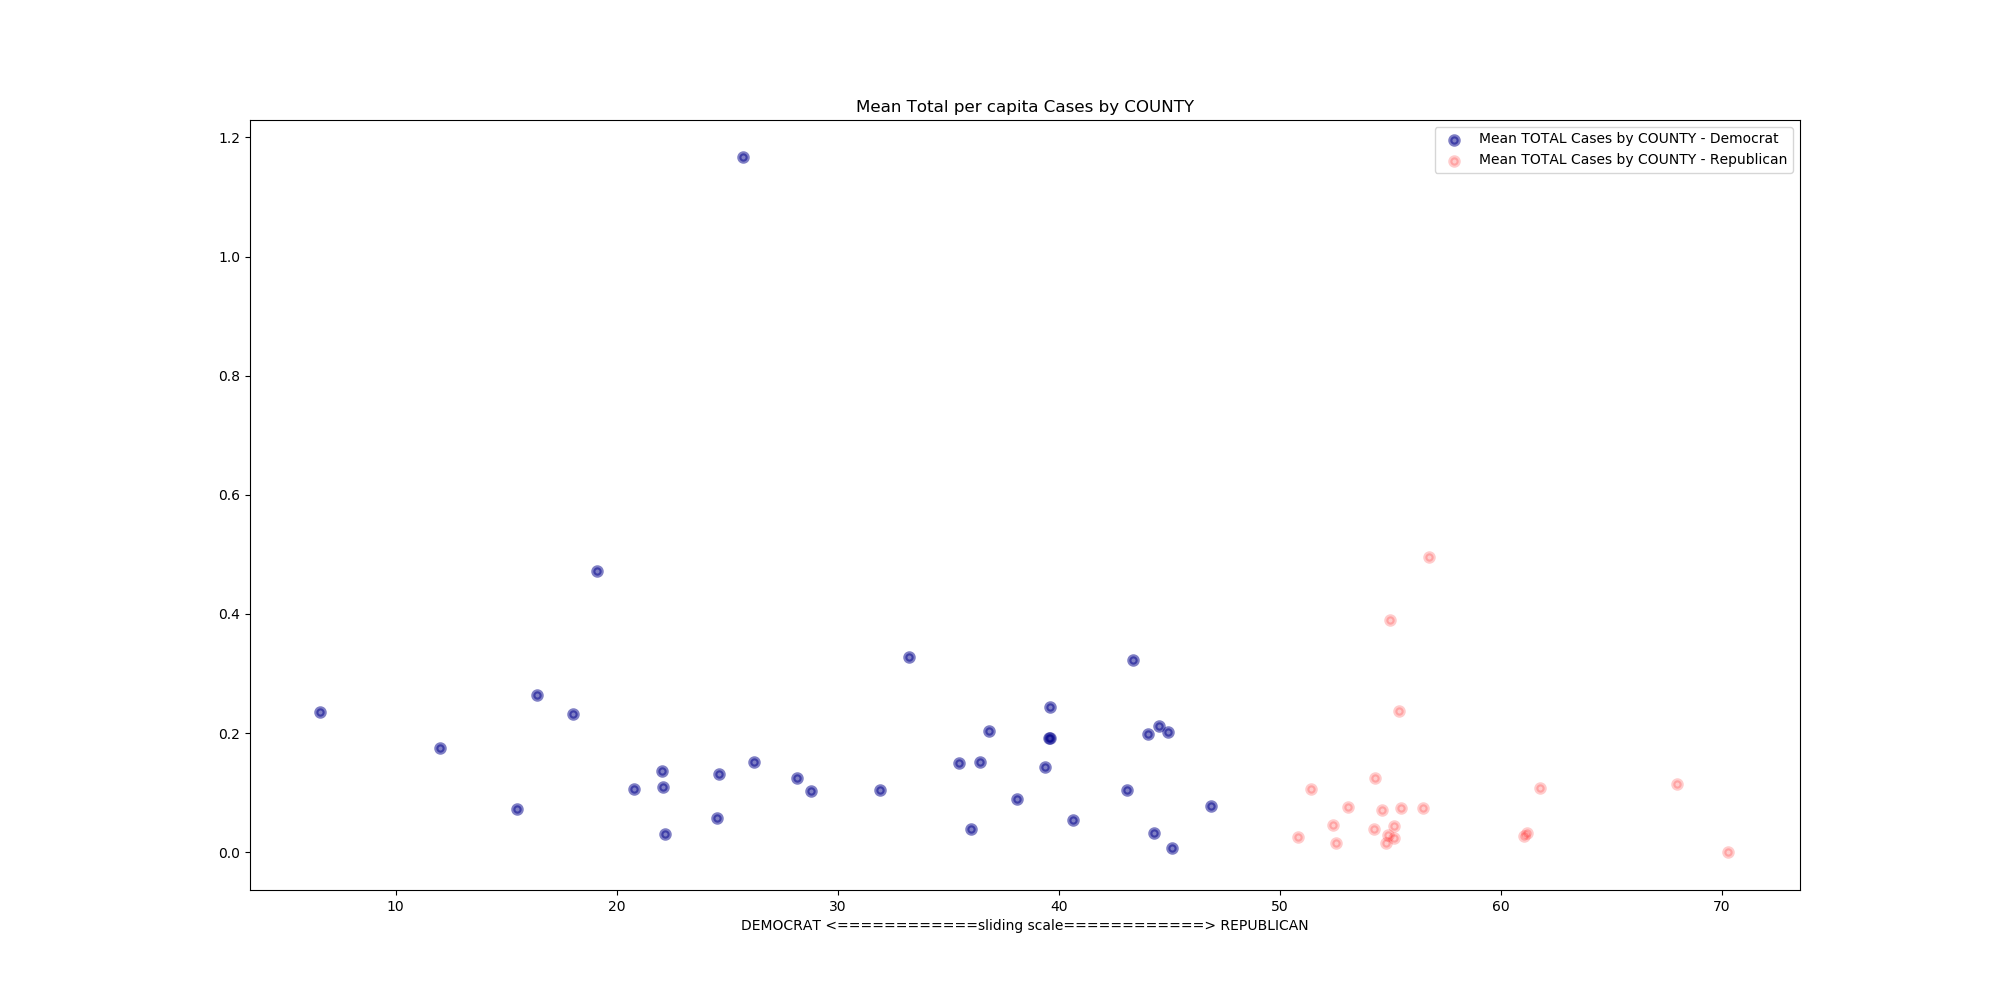 Mean Total per capita Cases by COUNTY
Mean TOTAL Cases by COUNTY - Democrat
Mean TOTAL Cases by COUNTY - Republican
1.2
1.0
0.8
0.6
0.4
0.2
0.0
10 20 30 40 50 60 70
DEMOCRAT <============sliding scale============> REPUBLICAN